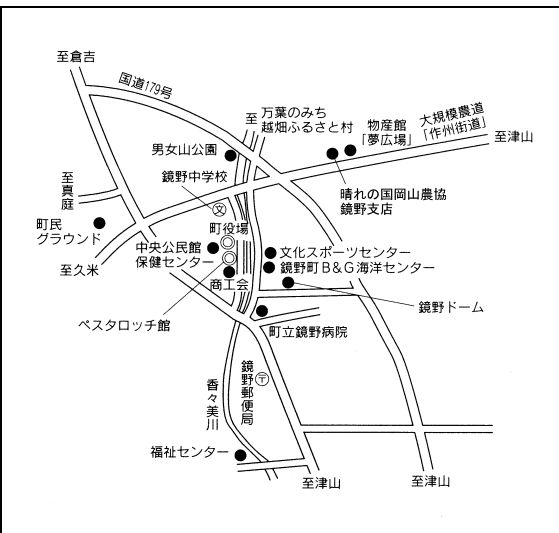 至倉吉
国道179号
至
万葉のみち
越畑ふるさと村
大規模農道
「作州街道」
物産館
「夢広場」
至津山
男女山公園
鏡野中学校
晴れの国岡山農協
鏡野支店
至真庭
文
町民
グラウンド
町役場
中央公民館
保健センター
文化スポーツセンター
鏡野町B&G海洋センター
至久米
商工会
鏡野ドーム
ペスタロッチ館
町立鏡野病院
鏡野郵便局
〒
香々美川
福祉センター
至津山
至津山